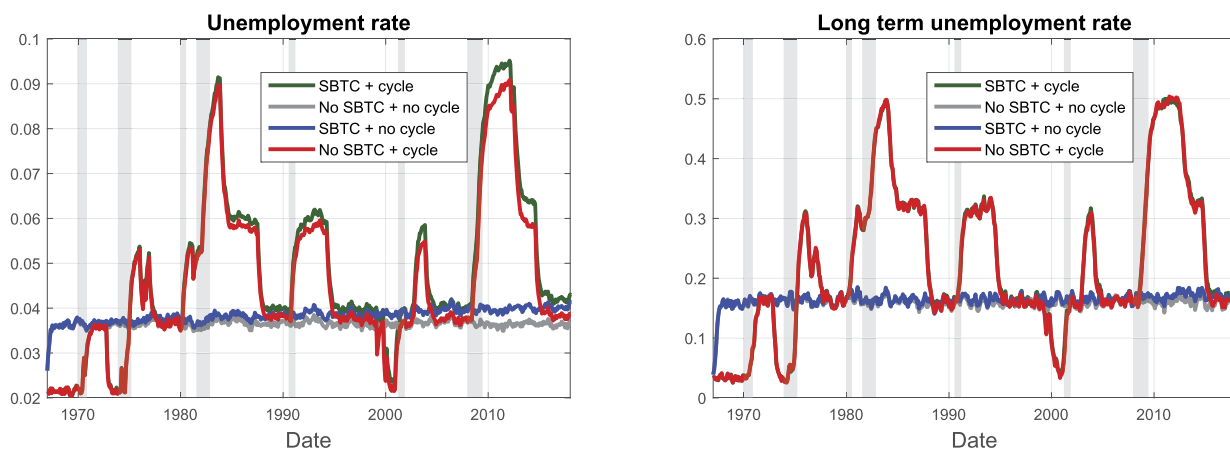 Unemployment rate
0.1
0.09
0.08
0.07
0.06
0.05
0.04
0.03
0.02
SBTC + cycle
No SBTC + no cycle
SBTC + no cycle
No SBTC + cycle
1970 1980 1990 2000 2010
Date
Long term unemployment rate
0.6
0.5
0.4
0.3
0.2
0.1
0
SBTC + cycle
No SBTC + no cycle
SBTC + no cycle
No SBTC + cycle
1970 1980 1990 2000 2010
Date